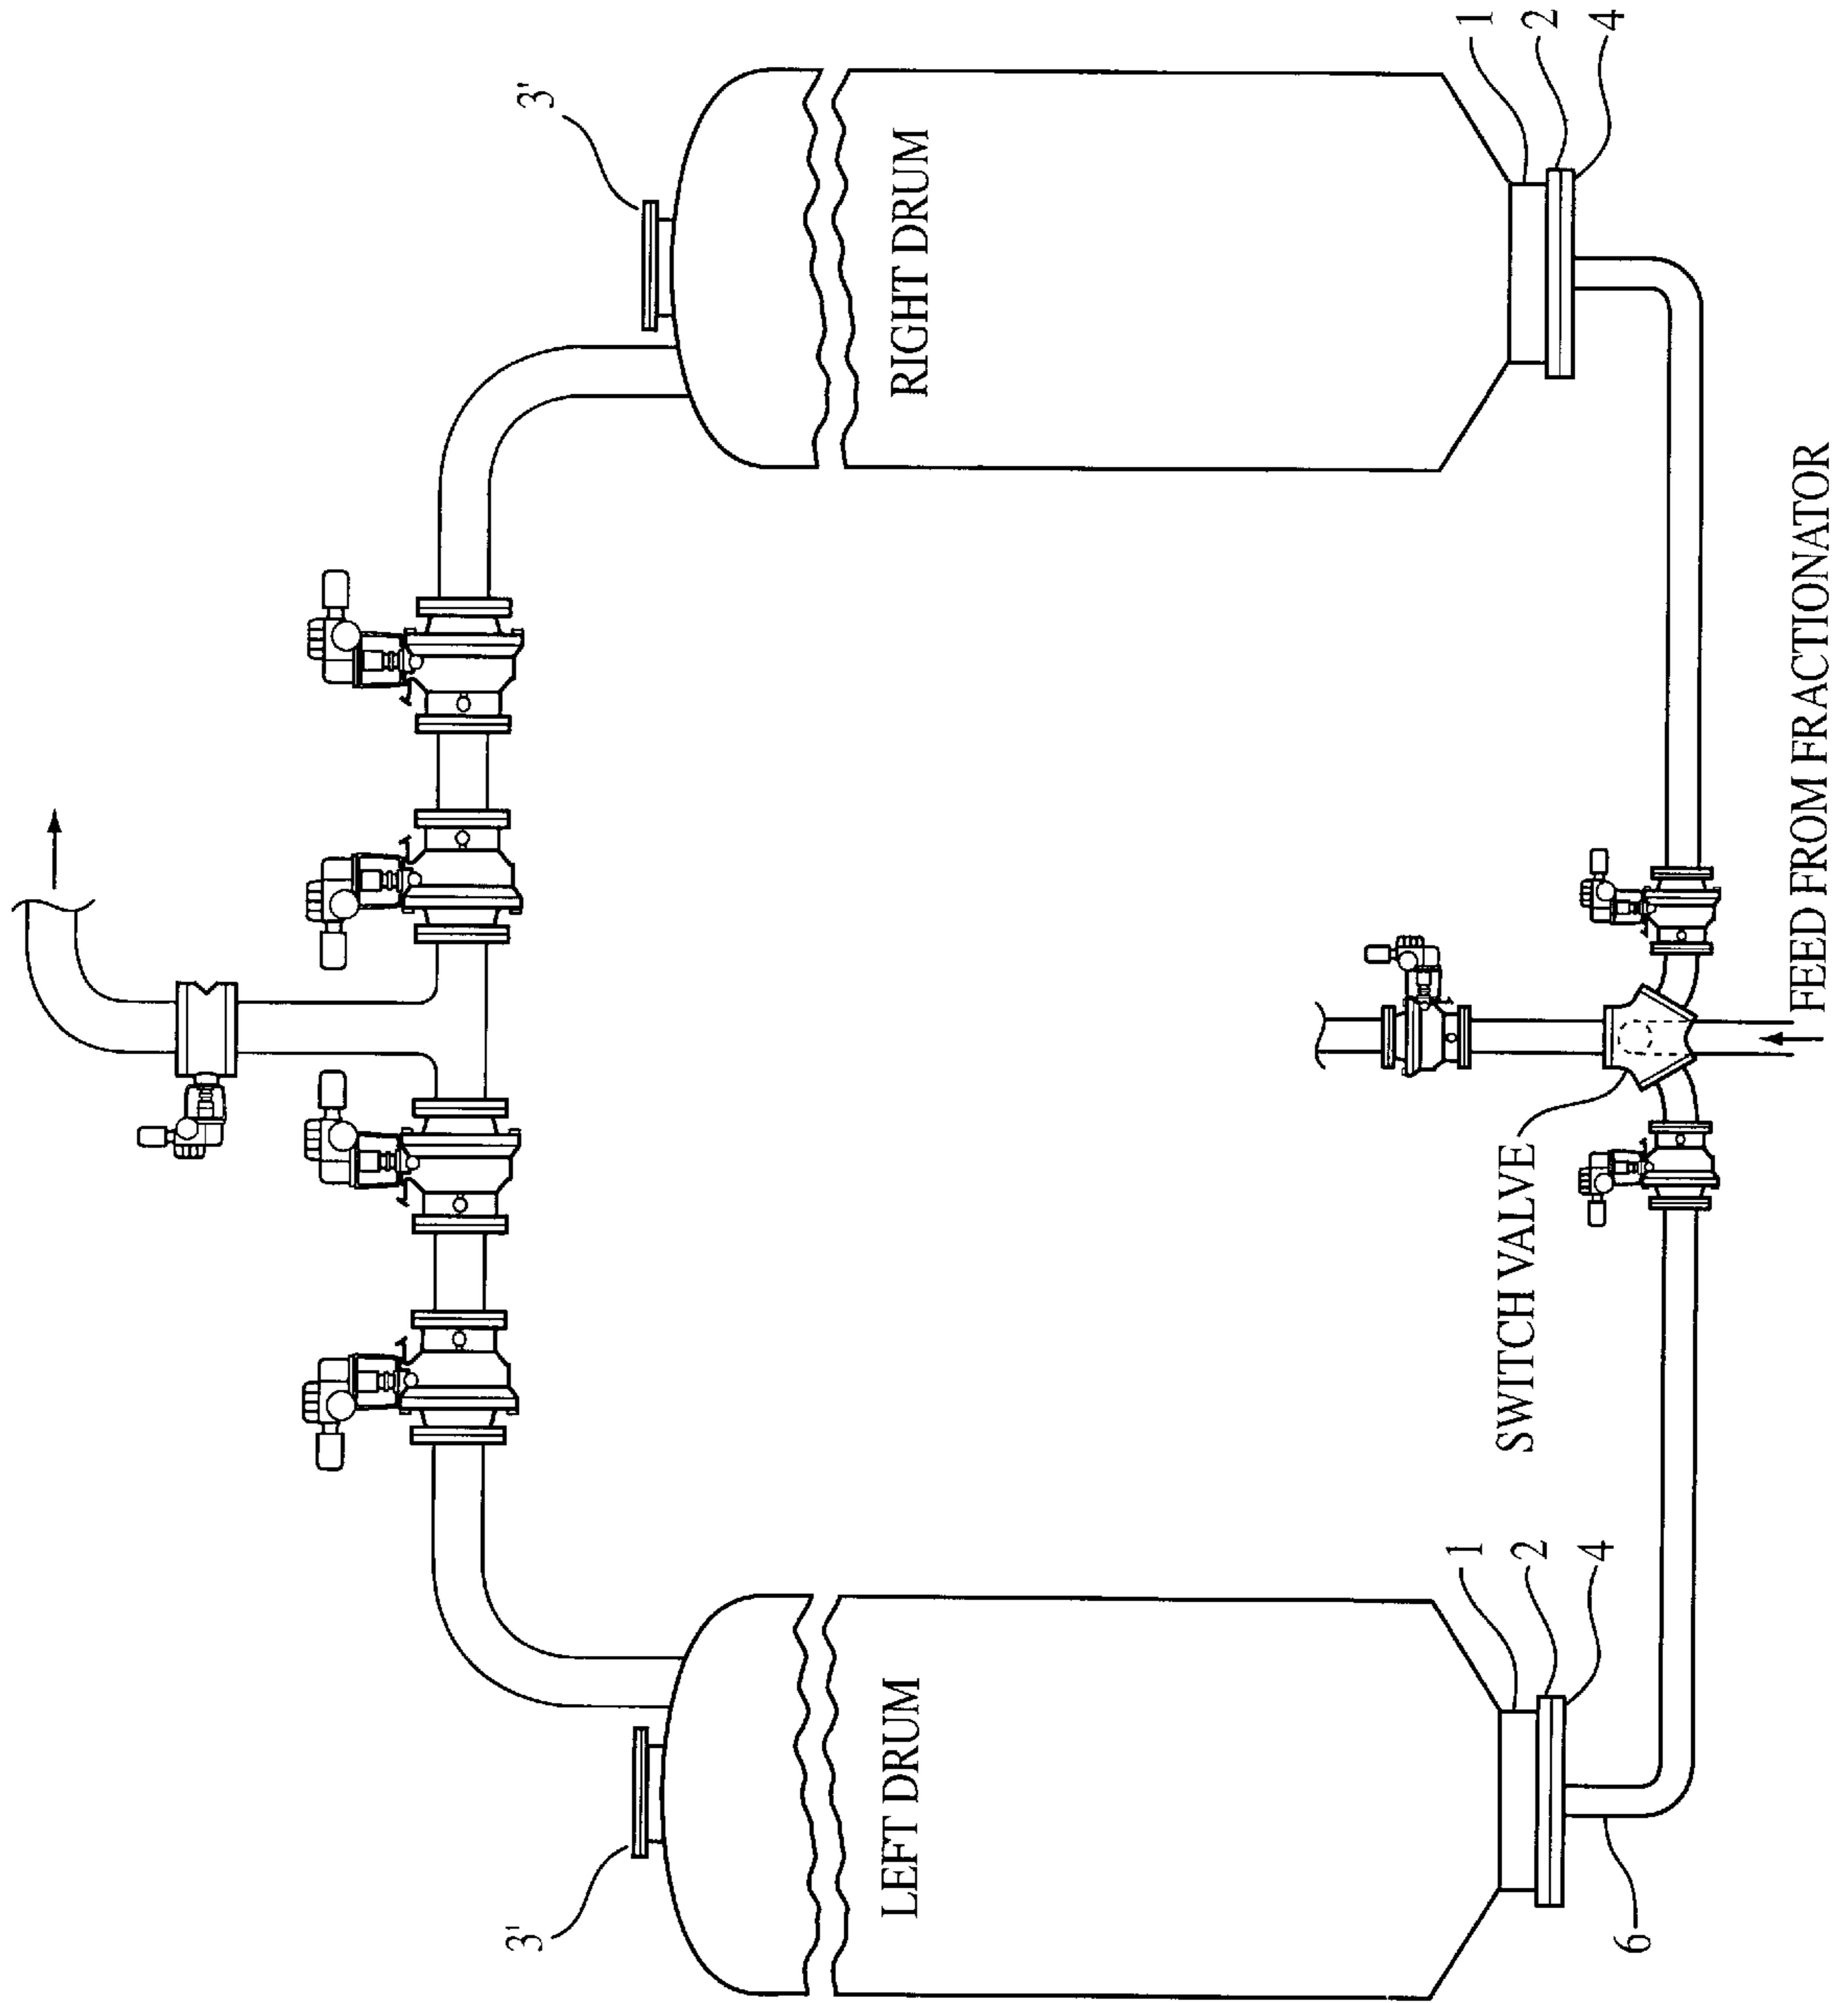 3'
3'
LEFT DRUM
RIGHT DRUM
1
2
4
1
2
4
SWITCH VALVE
6
FEED FROM FRACTIONATOR